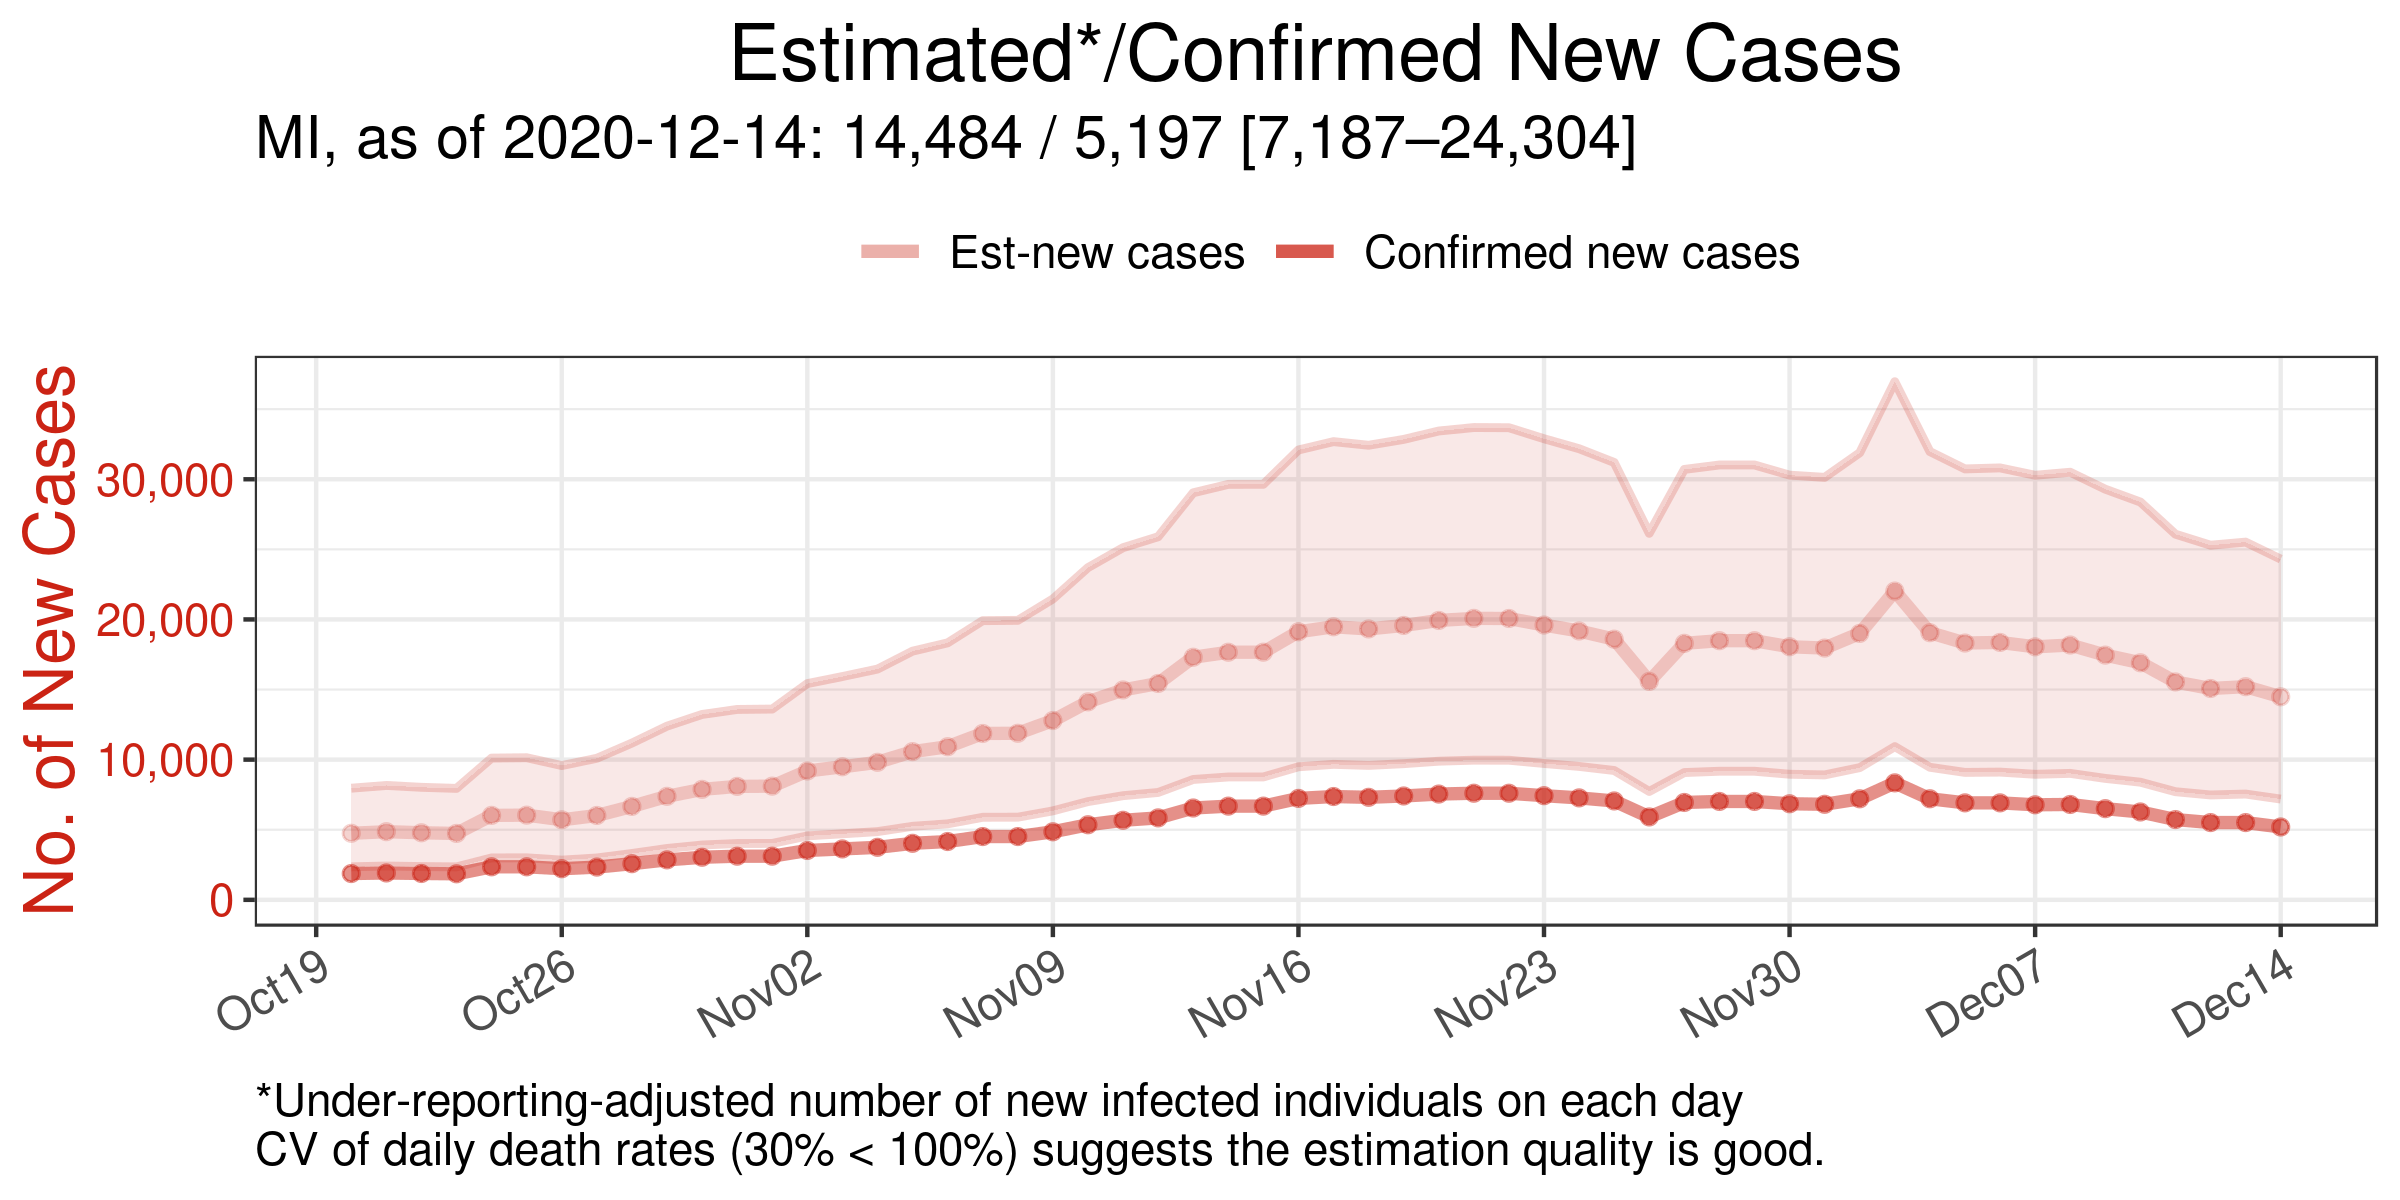 Estimated*/Confirmed New Cases
MI, as of 2020-12-14: 14,484 / 5,197 [7,187–24,304]
Est-new cases Confirmed new cases
No. of New Cases
30,000
20,000
10,000
0
Oct19 Oct26 Nov02 Nov09 Nov16 Nov23 Nov30 Dec07 Dec14
*Under-reporting-adjusted number of new infected individuals on each day
CV of daily death rates (30% < 100%) suggests the estimation quality is good.